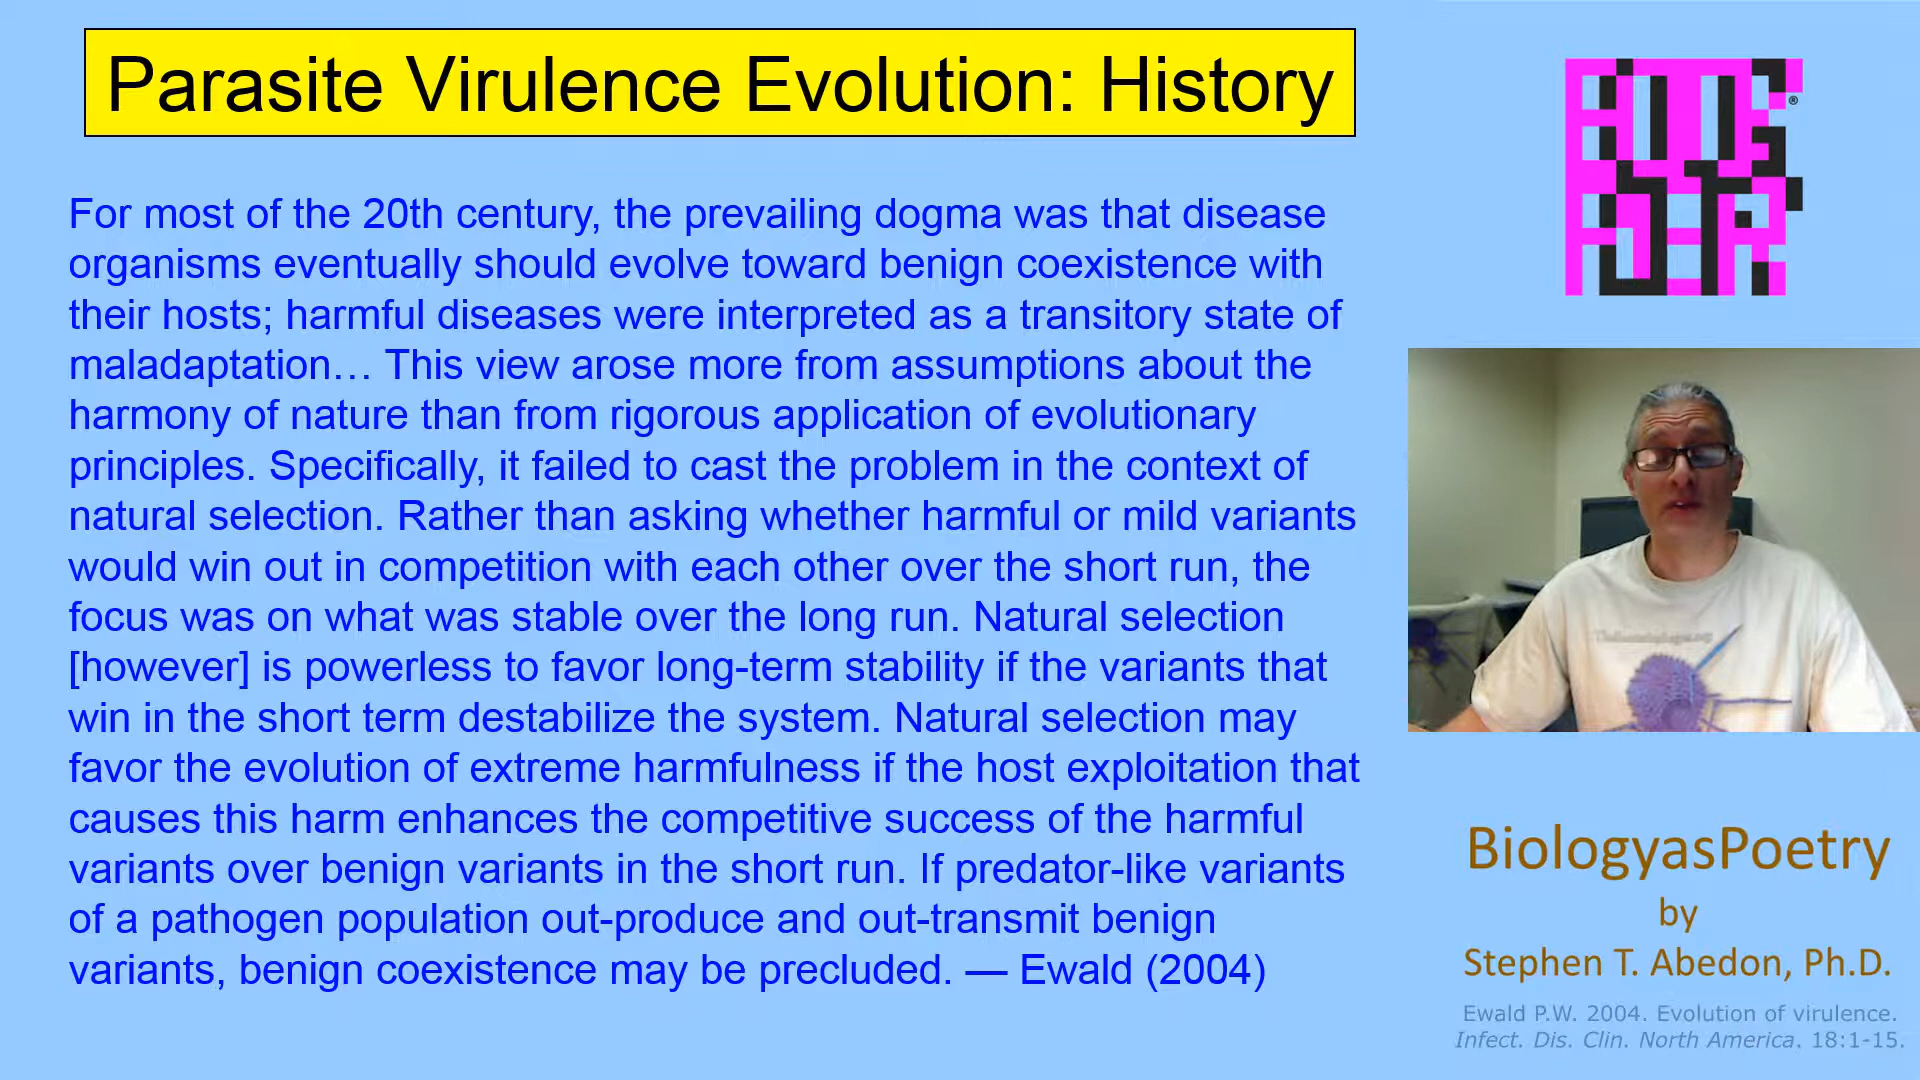 Parasite Virulence Evolution: History
For most of the 20th century, the prevailing dogma was that disease
organisms eventually should evolve toward benign coexistence with
their hosts; harmful diseases were interpreted as a transitory state of
maladaptation… This view arose more from assumptions about the
harmony of nature than from rigorous application of evolutionary
principles. Specifically, it failed to cast the problem in the context of
natural selection. Rather than asking whether harmful or mild variants
would win out in competition with each other over the short run, the
focus was on what was stable over the long run. Natural selection
[however] is powerless to favor long-term stability if the variants that
win in the short term destabilize the system. Natural selection may
favor the evolution of extreme harmfulness if the host exploitation that
causes this harm enhances the competitive success of the harmful
variants over benign variants in the short run. If predator-like variants
of a pathogen population out-produce and out-transmit benign
variants, benign coexistence may be precluded. — Ewald (2004)
®
BiologyasPoetry
by
Stephen T. Abedon, Ph.D.
Ewald P.W. 2004. Evolution of virulence.
Infect. Dis. Clin. North America. 18:1-15.